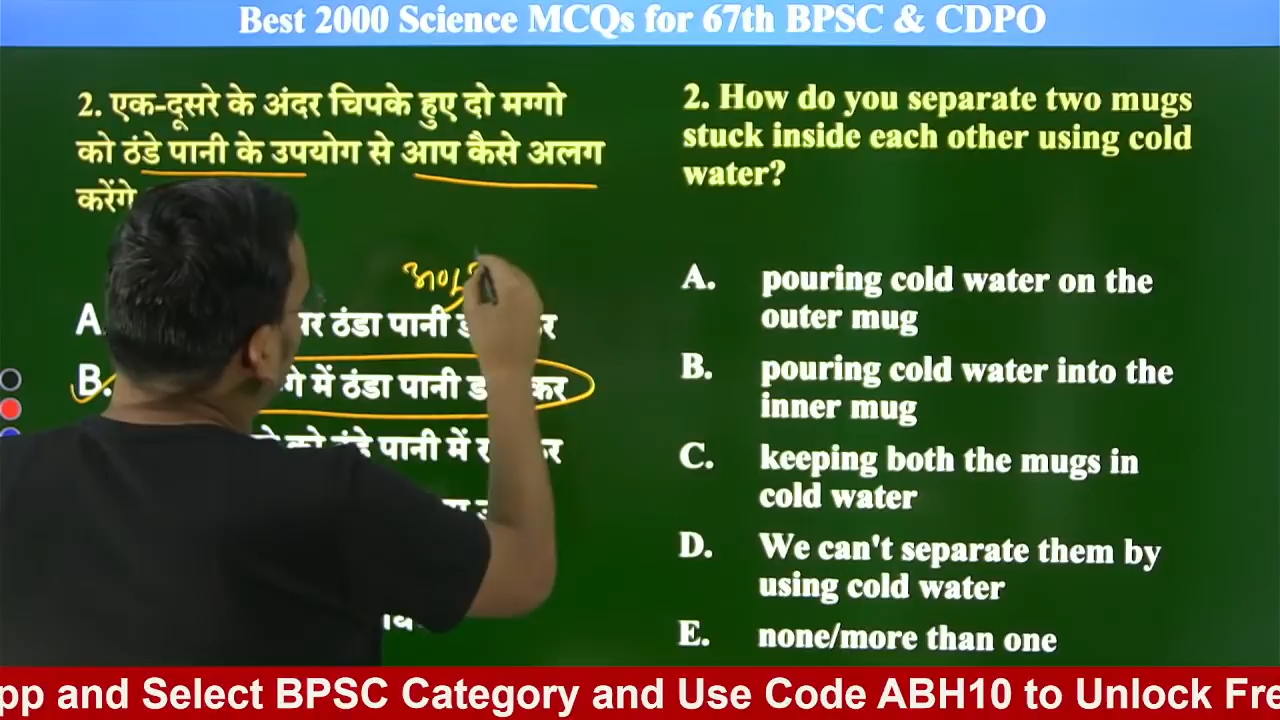 Best 2000 Science MCQs for 67th BPSC & CDPO
2. एक-दूसरे के अंदर चिपके हुए दो मग्गो
को ठंडे पानी के उपयोग से आप कैसे अलग
करेंगे
A. ठंडा पानी
B. में ठंडा पानी
पानी में
2. How do you separate two mugs
stuck inside each other using cold
water?
A. pouring cold water on the
outer mug
B. pouring cold water into the
inner mug
C. keeping both the mugs in
cold water
D. We can't separate them by
using cold water
E. none/more than one
and Select BPSC Category and Use Code ABH10 to Unlock